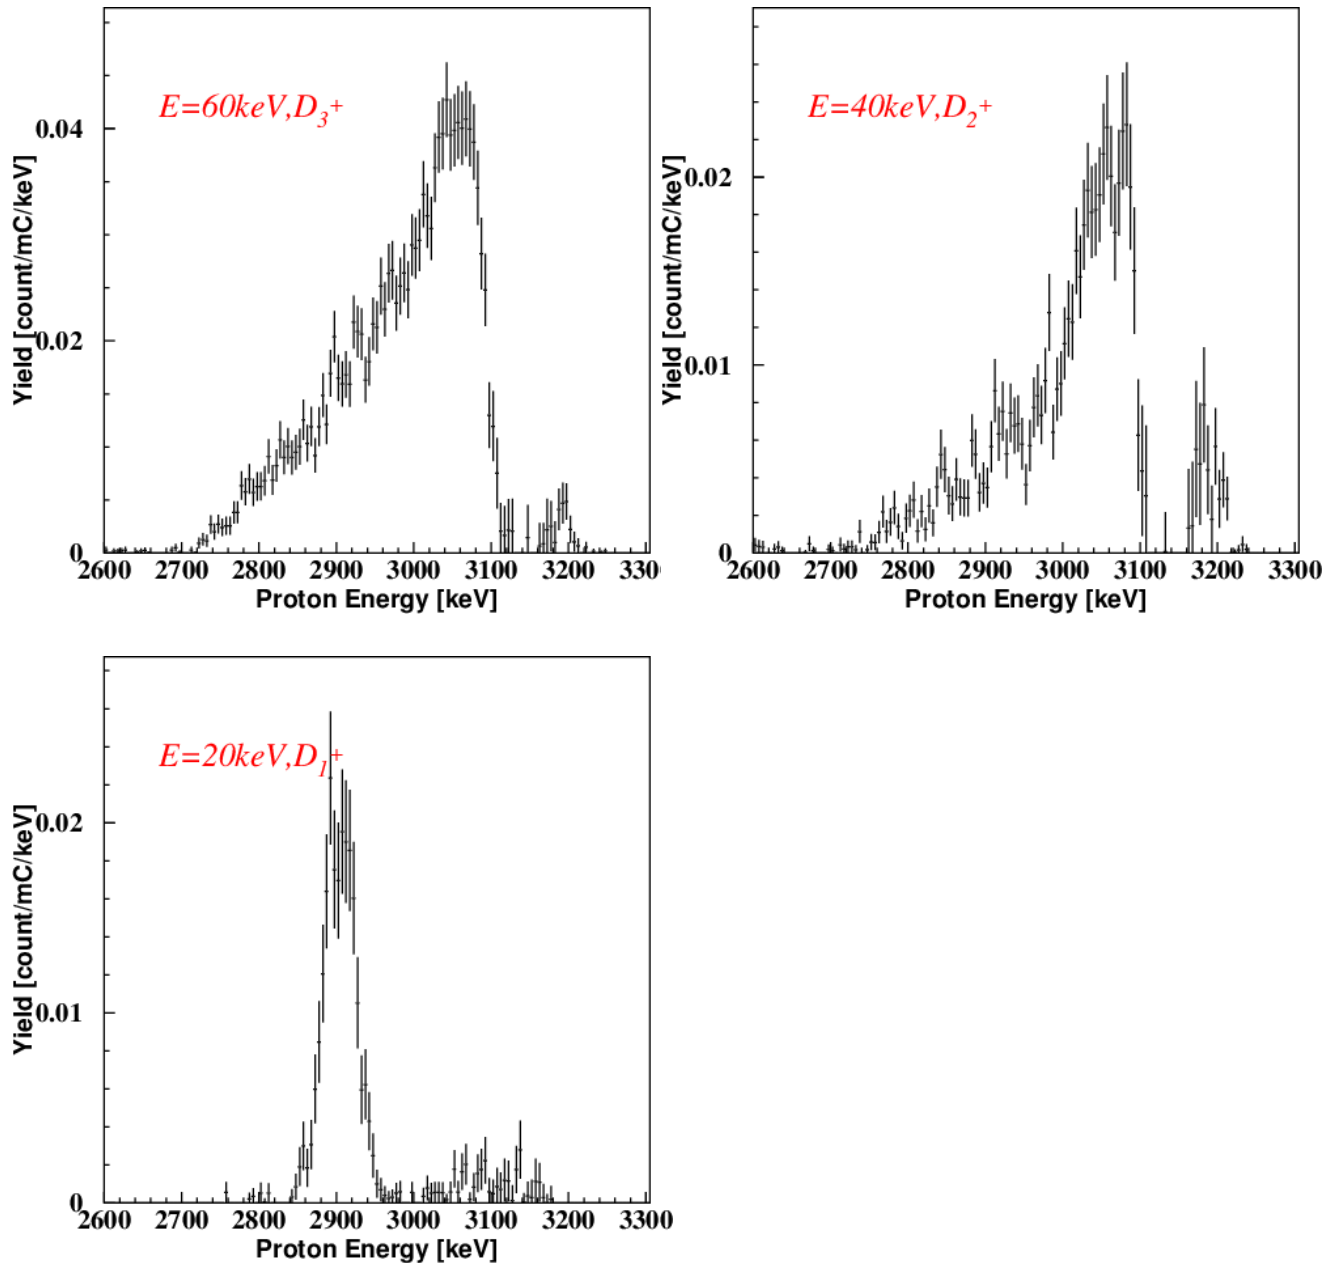 E=60keV,D3+
0.04
0.02
0
Yield [count/mC/keV]
2600 2700 2800 2900 3000 3100 3200 330
Proton Energy [keV]
E=40keV,D2+
0.02
0.01
0
Yield [count/mC/keV]
2600 2700 2800 2900 3000 3100 3200 3300
Proton Energy [keV]
E=20keV,D1+
0.02
0.01
0
Yield [count/mC/keV]
2600 2700 2800 2900 3000 3100 3200 3300
Proton Energy [keV]